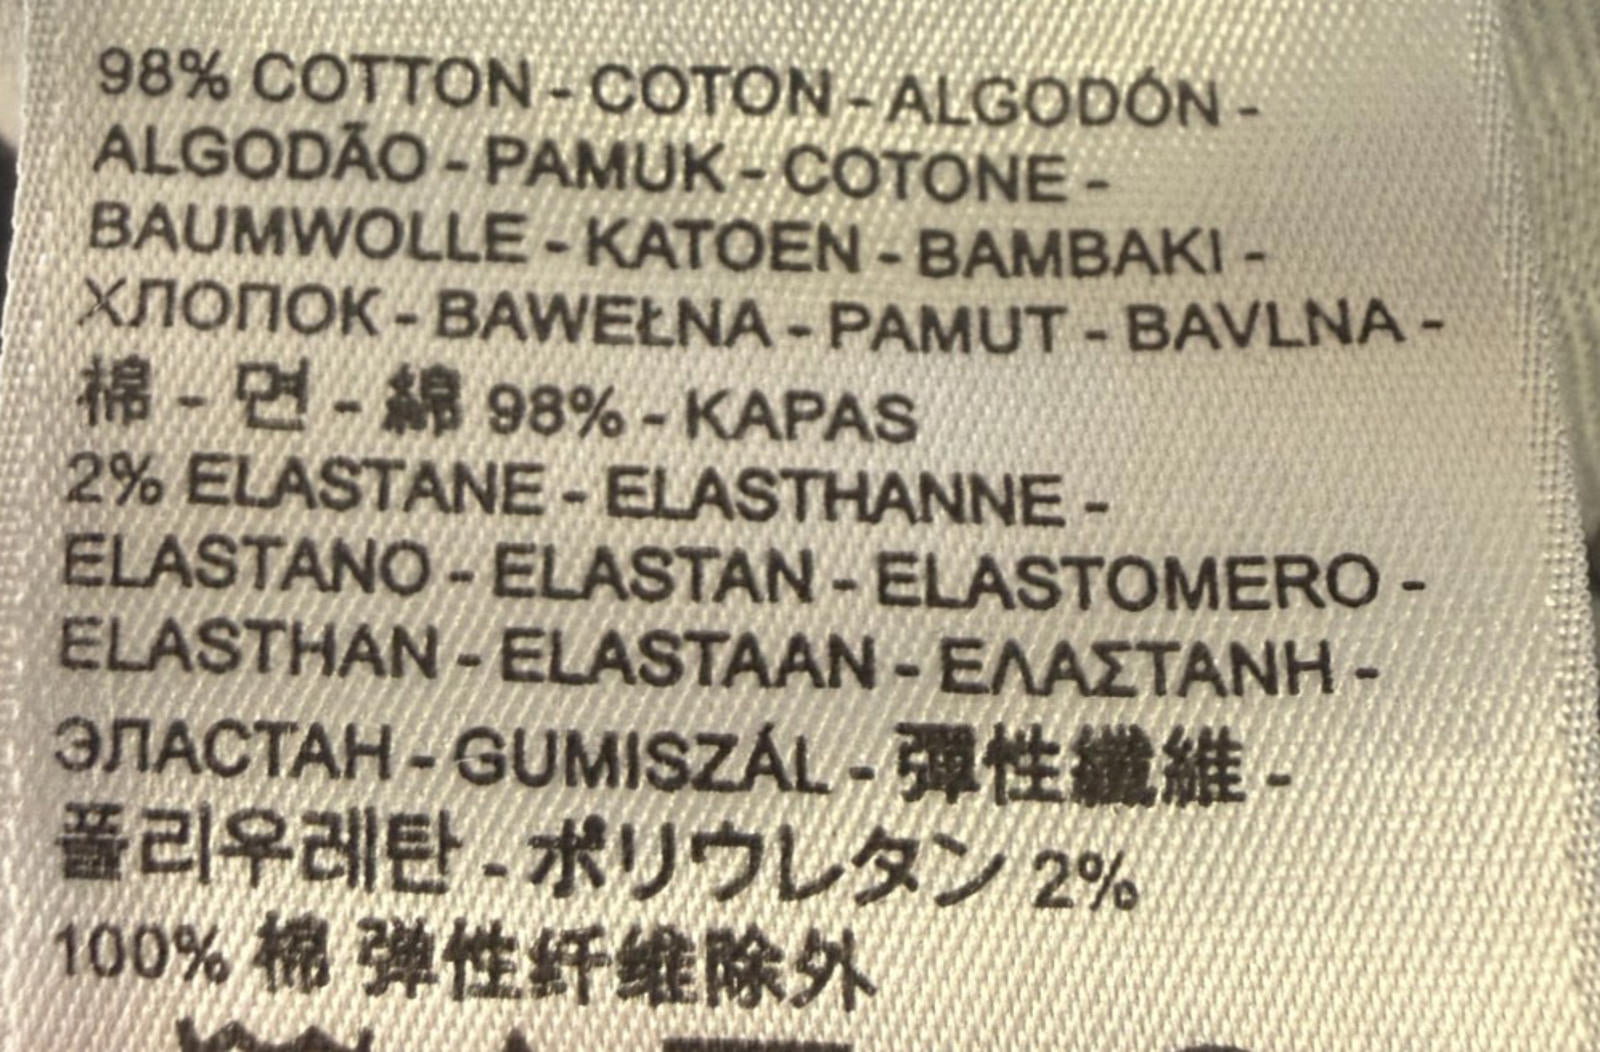 98% COTTON - COTON - ALGODÓN -
ALGODÃO - PAMUK - COTONE -
BAUMWOLLE - KATOEN - BAMBAKI -
ХЛОПОК - BAWEŁNA - PAMUT - BAVLNA -
棉 - 면 - 綿 98% - KAPAS
2% ELASTANE - ELASTHANNE -
ELASTANO - ELASTAN - ELASTOMERO -
ELASTHAN - ELASTAAN - ΕΛΑΣΤΑΝΗ -
ЭЛАСТАН - GUMISZÁL - 彈性纖維 -
폴리우레탄 - ポリウレタン 2%
100% 棉 弹性纤维除外